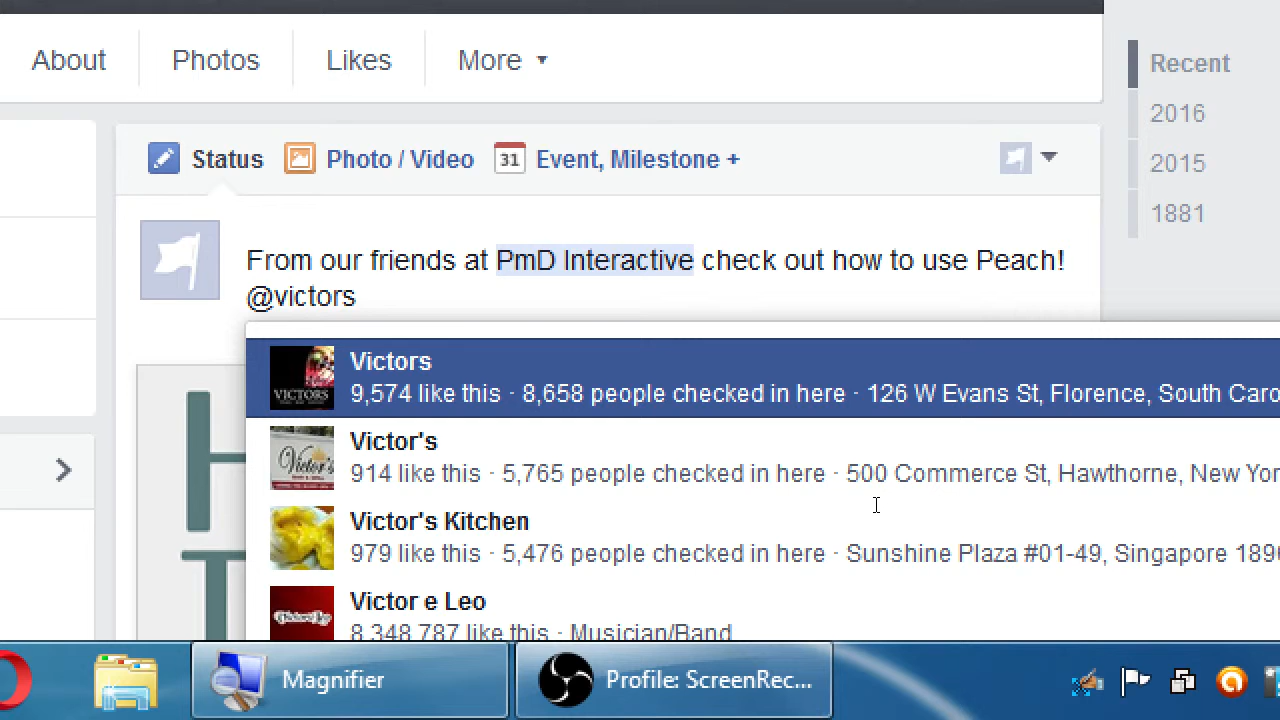 About Photos Likes More
Recent
2016
2015
1881
Status Photo / Video 31 Event, Milestone +
From our friends at PmD Interactive check out how to use Peach!
@victors
Victors
9,574 like this · 8,658 people checked in here · 126 W Evans St, Florence, South Caro
VICTORS
Victor's
914 like this · 5,765 people checked in here · 500 Commerce St, Hawthorne, New Yor
Victor's
Victor's Kitchen
979 like this · 5,476 people checked in here · Sunshine Plaza #01-49, Singapore 189
Victor e Leo
8,348,787 like this · Musician/Band
H
T
Magnifier
Profile: ScreenRec...